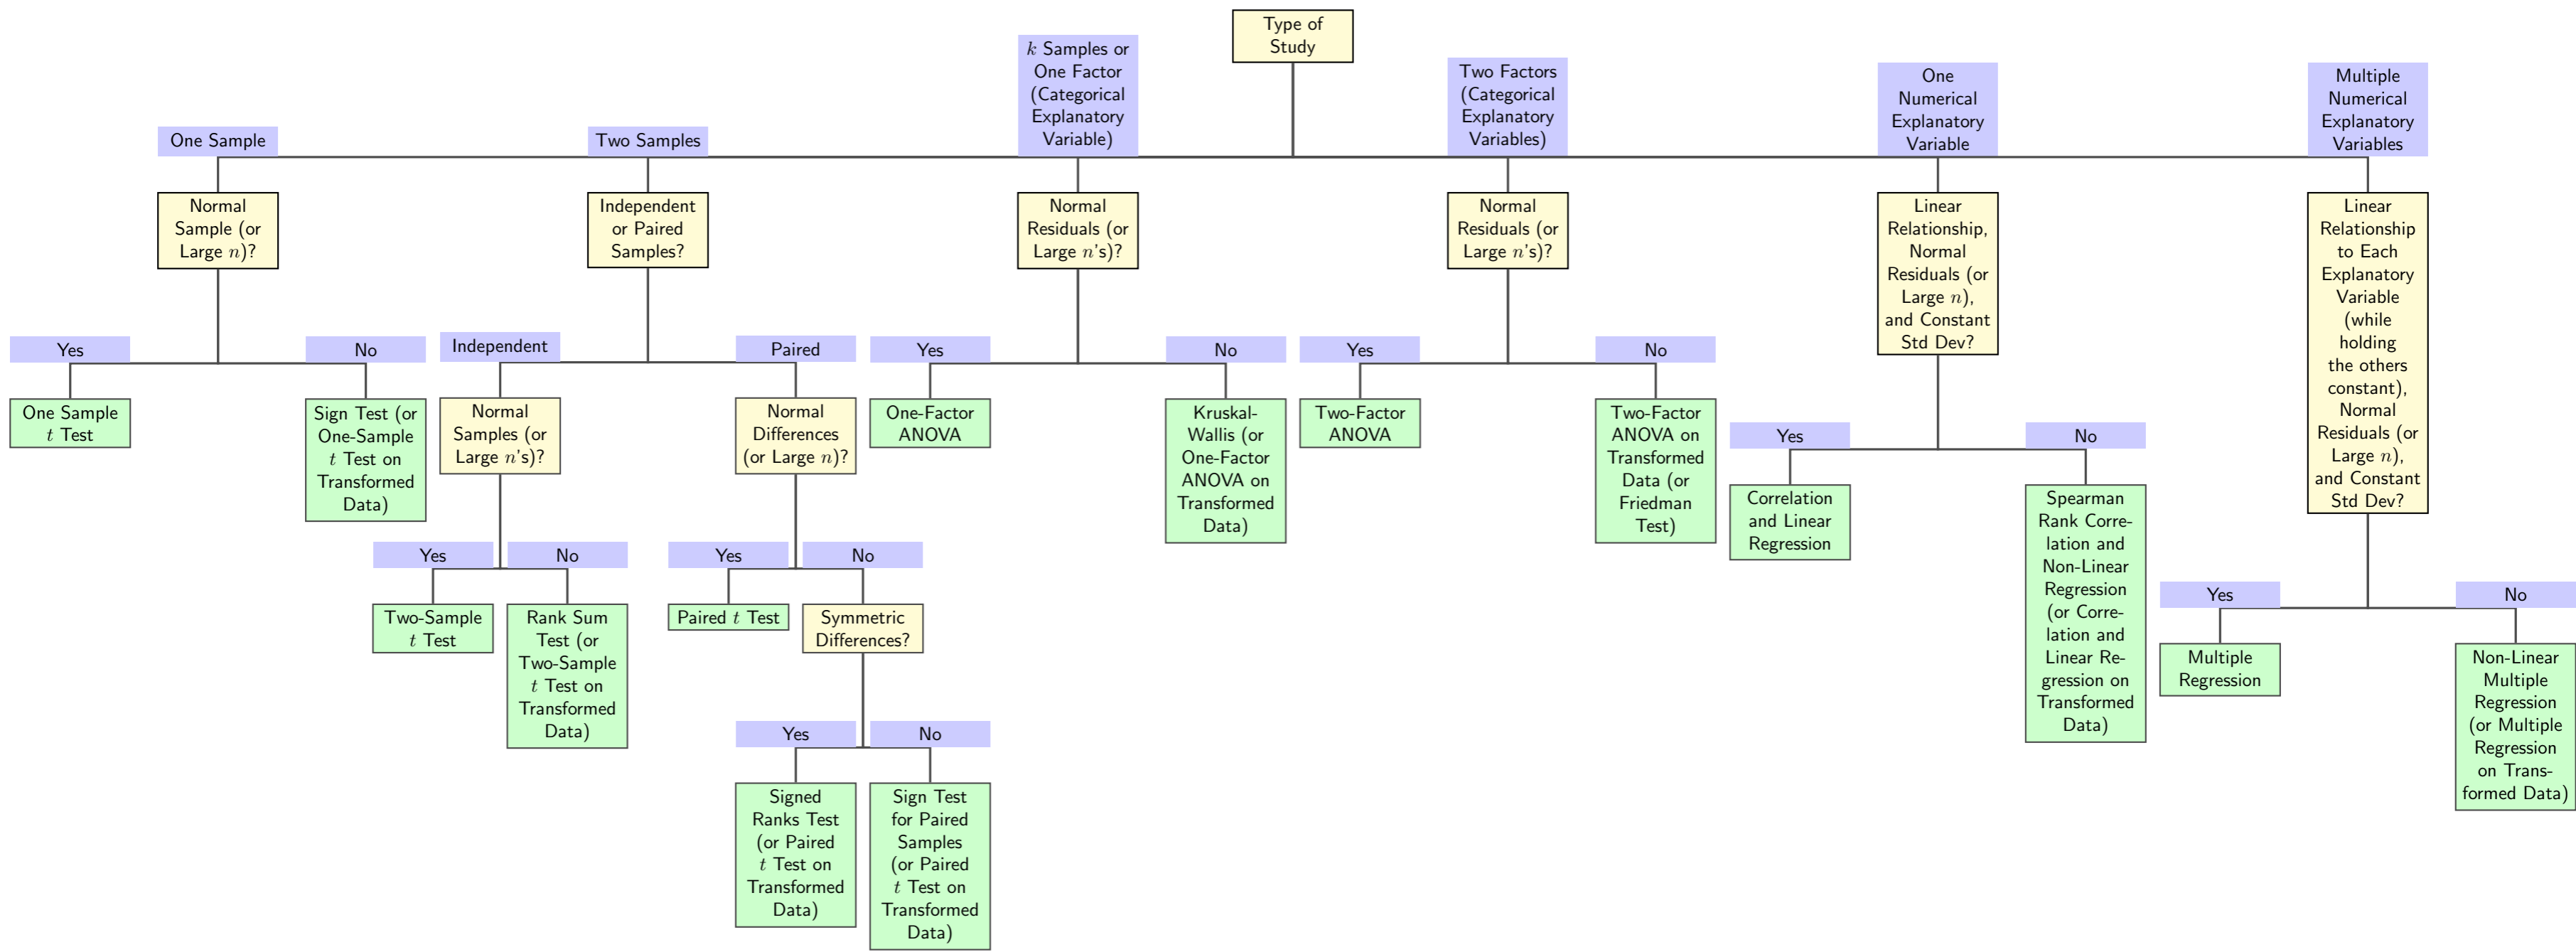 Type of
Study
One Sample
Two Samples
k Samples or
One Factor
(Categorical
Explanatory
Variable)
Two Factors
(Categorical
Explanatory
Variables)
One
Numerical
Explanatory
Variable
Multiple
Numerical
Explanatory
Variables
Normal
Sample (or
Large n)?
Independent
or Paired
Samples?
Normal
Residuals (or
Large n's)?
Normal
Residuals (or
Large n's)?
Linear
Relationship,
Normal
Residuals (or
Large n),
and Constant
Std Dev?
Linear
Relationship
to Each
Explanatory
Variable
(while
holding
the others
constant),
Normal
Residuals (or
Large n),
and Constant
Std Dev?
Yes
No
Independent
Paired
Yes
No
Yes
No
Yes
No
One Sample
t Test
Sign Test (or
One-Sample
t Test on
Transformed
Data)
Normal
Samples (or
Large n's)?
Normal
Differences
(or Large n)?
One-Factor
ANOVA
Kruskal-
Wallis (or
One-Factor
ANOVA on
Transformed
Data)
Two-Factor
ANOVA
Two-Factor
ANOVA on
Transformed
Data (or
Friedman
Test)
Correlation
and Linear
Regression
Spearman
Rank Corre-
lation and
Non-Linear
Regression
(or Corre-
lation and
Linear Re-
gression on
Transformed
Data)
Yes
No
Yes
No
Yes
No
Two-Sample
t Test
Rank Sum
Test (or
Two-Sample
t Test on
Transformed
Data)
Paired t Test
Symmetric
Differences?
Multiple
Regression
Non-Linear
Multiple
Regression
(or Multiple
Regression
on Trans-
formed Data)
Yes
No
Signed
Ranks Test
(or Paired
t Test on
Transformed
Data)
Sign Test
for Paired
Samples
(or Paired
t Test on
Transformed
Data)